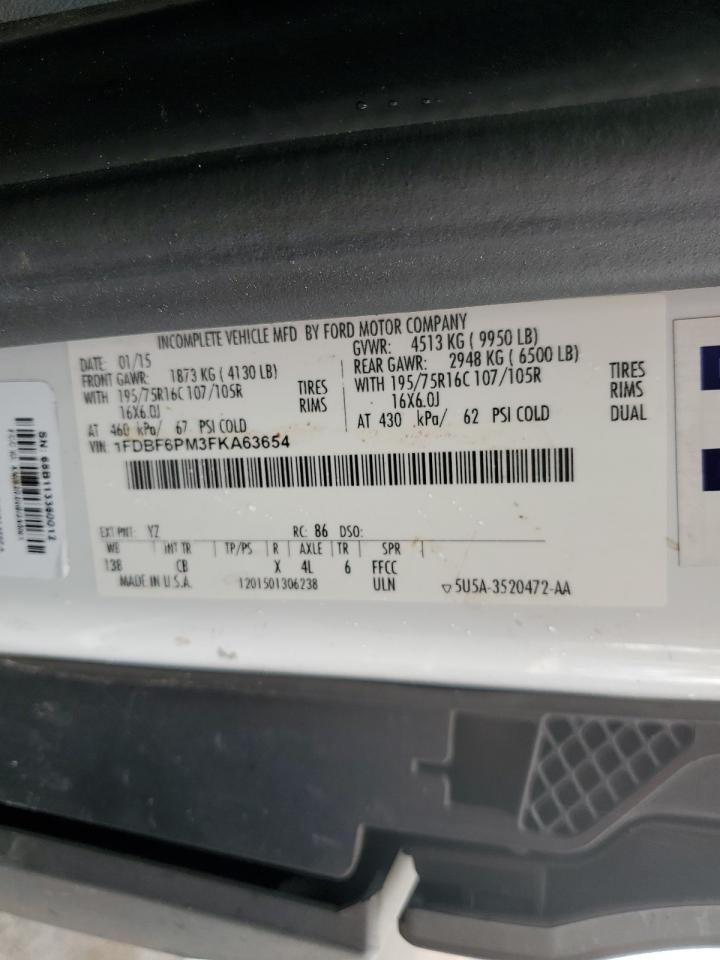 INCOMPLETE VEHICLE MFD BY FORD MOTOR COMPANY
DATE: 01/15 GVWR: 4513 KG ( 9950 LB)
FRONT GAWR: 1873 KG ( 4130 LB) REAR GAWR: 2948 KG ( 6500 LB)
WITH 195/75R16C 107/105R TIRES WITH 195/75R16C 107/105R TIRES
16X6.0J RIMS 16X6.0J RIMS
AT 460 kPa/ 67 PSI COLD AT 430 kPa/ 62 PSI COLD DUAL
VIN: 1FDBF6PM3FKA63654
EXT PNT: YZ RC: 86 DSO:
WB INT TR TP/PS R AXLE TR SPR
138 CB X 4L 6 FFCC
MADE IN U.S.A. 1201501306238 ULN ▽5U5A-3520472-AA